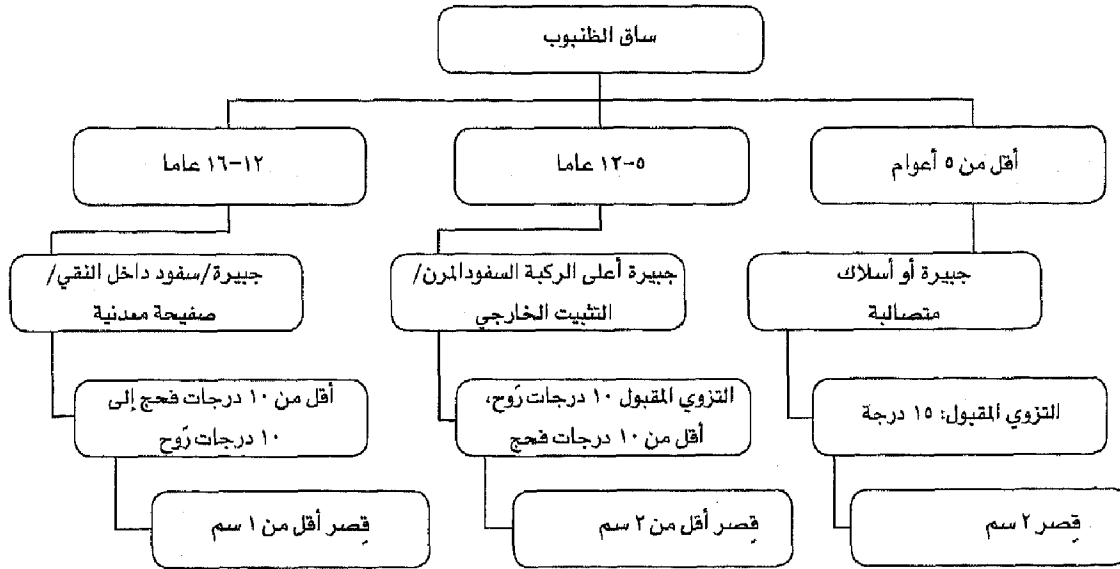 ساق الظنبوب
أقل من ٥ أعوام
٥-١٢ عاما
١٢-١٦ عاما
جبيرة أو أسلاك
متصالبة
جبيرة أعلى الركبة السفودالمرن/
التثبيت الخارجي
جبيرة/سفود داخل النقي/
صفيحة معدنية
التزوي المقبول: ١٥ درجة
التزوي المقبول ١٠ درجات رَوح،
أقل من ١٠ درجات فحج
أقل من ١٠ درجات فحج إلى
١٠ درجات رَوح
قِصر ٢ سم
قِصر أقل من ٢ سم
قِصر أقل من ١ سم